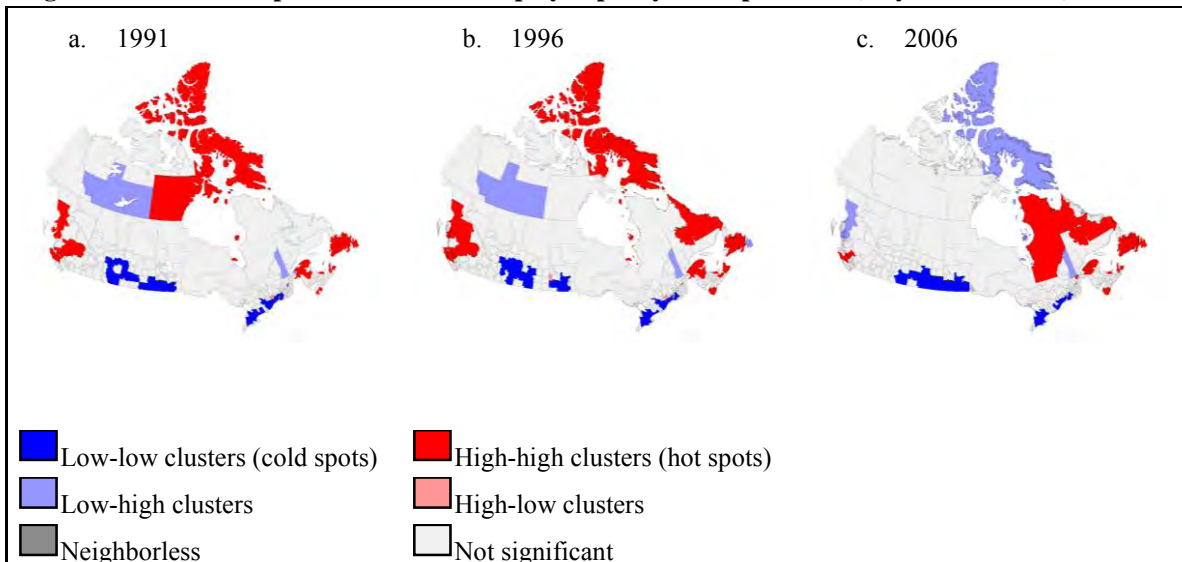 a. 1991 b. 1996 c. 2006
Low-low clusters (cold spots) High-high clusters (hot spots)
Low-high clusters High-low clusters
Neighborless Not significant